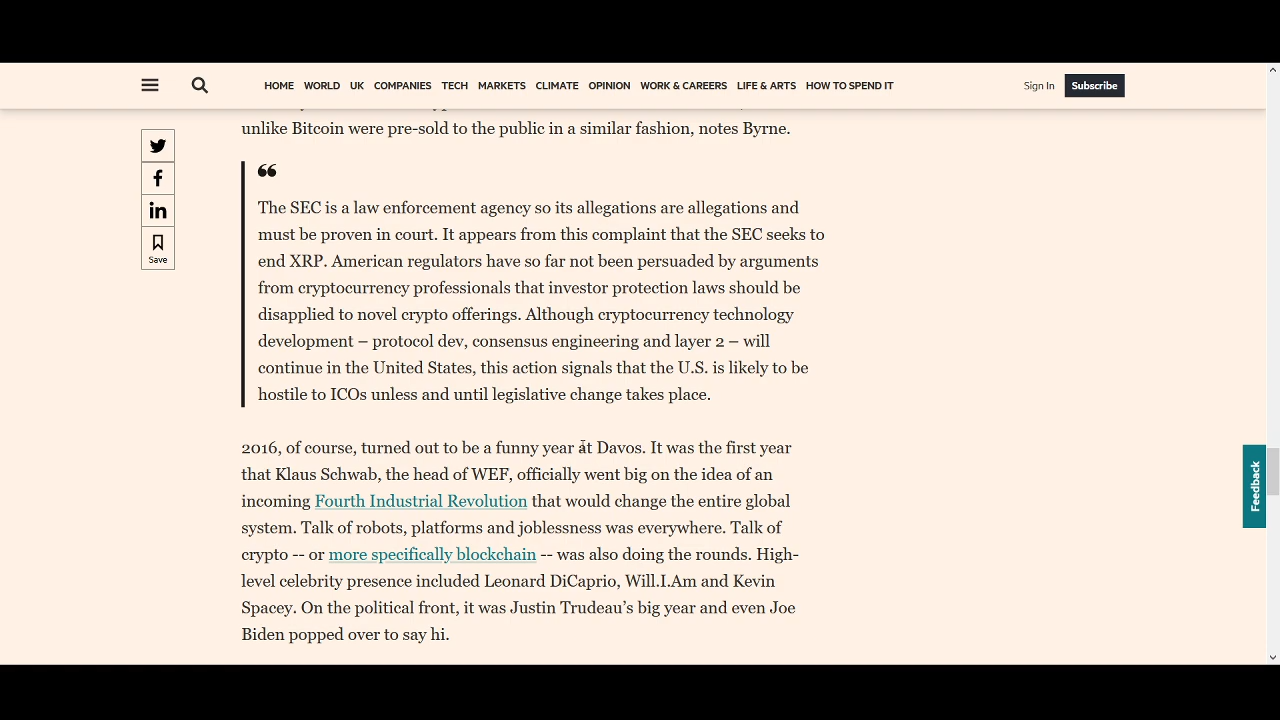 HOME WORLD UK COMPANIES TECH MARKETS CLIMATE OPINION WORK & CAREERS LIFE & ARTS HOW TO SPEND IT Sign In Subscribe
unlike Bitcoin were pre-sold to the public in a similar fashion, notes Byrne.
“
The SEC is a law enforcement agency so its allegations are allegations and
must be proven in court. It appears from this complaint that the SEC seeks to
end XRP. American regulators have so far not been persuaded by arguments
from cryptocurrency professionals that investor protection laws should be
disapplied to novel crypto offerings. Although cryptocurrency technology
development – protocol dev, consensus engineering and layer 2 – will
continue in the United States, this action signals that the U.S. is likely to be
hostile to ICOs unless and until legislative change takes place.
Save
2016, of course, turned out to be a funny year at Davos. It was the first year
that Klaus Schwab, the head of WEF, officially went big on the idea of an
incoming Fourth Industrial Revolution that would change the entire global
system. Talk of robots, platforms and joblessness was everywhere. Talk of
crypto -- or more specifically blockchain -- was also doing the rounds. High-
level celebrity presence included Leonard DiCaprio, Will.I.Am and Kevin
Spacey. On the political front, it was Justin Trudeau’s big year and even Joe
Biden popped over to say hi.
Feedback